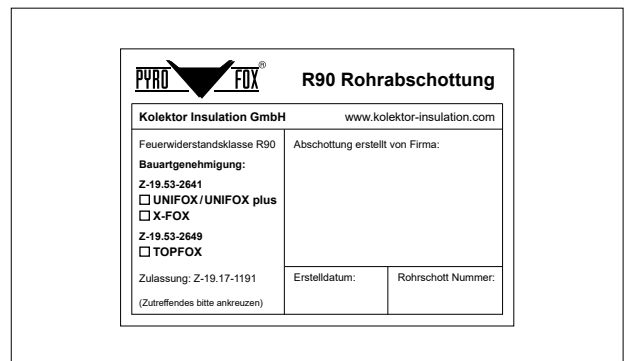 PYRO FOX®
R90 Rohrabschottung
Kolektor Insulation GmbH
www.kolektor-insulation.com
Feuerwiderstandsklasse R90
Bauartgenehmigung:
Z-19.53-2641
☐ UNIFOX/UNIFOX plus
☐ X-FOX
Z-19.53-2649
☐ TOPFOX
Zulassung: Z-19.17-1191
(Zutreffendes bitte ankreuzen)
Abschottung erstellt von Firma:
Erstelldatum:
Rohrschott Nummer: